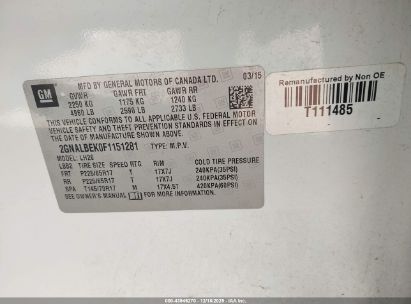 GM
MFD BY GENERAL MOTORS OF CANADA LTD.
03/15
GVWR GAWR FRT GAWR RR
2250 KG 1175 KG 1240 KG
4960 LB 2590 LB 2733 LB
THIS VEHICLE CONFORMS TO ALL APPLICABLE U.S. FEDERAL MOTOR
VEHICLE SAFETY, BUMPER, AND THEFT PREVENTION STANDARDS IN
EFFECT ON THE DATE OF MANUFACTURE SHOWN ABOVE.
2GNALBEK0F1151281 TYPE: M.P.V.
MODEL: LH26
TIRE SIZE SPEED RTG RIM COLD TIRE PRESSURE
FRT P225/65R17 T 17X7J 240KPA(35PSI)
RR P225/65R17 T 17X7J 240KPA(35PSI)
SPA T145/70R17 M 17X4.5T 420KPA(60PSI)
SEE OWNER'S MANUAL FOR ADDITIONAL INFORMATION.
Remanufactured by Non OE
T111485